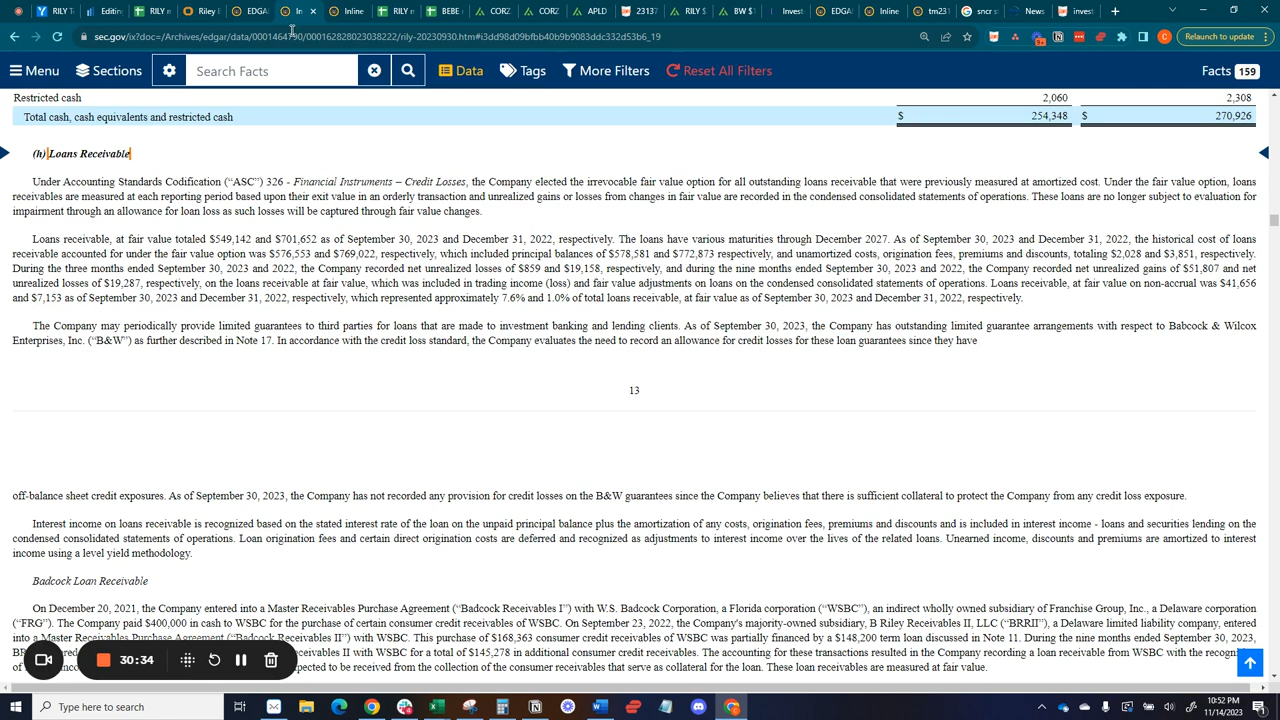 YouTube RILY T
Editing
RILY n
Riley E
EDGAR
In
Inline
RILY n
BEBE
CORZ
CORZ
APLD
23137
RILY $
BW $1
Invest
EDGAR
Inline
tm231
sncr s
News
invest
sec.gov/ix?doc=/Archives/edgar/data/0001464790/000162828023038222/rily-20230930.htm#i3dd98d09bfbb40b9b9083ddc332d53b6_19
Relaunch to update
Menu
Sections
Search Facts
Data
Tags
More Filters
Reset All Filters
Facts 159
Restricted cash 2,060 2,308
Total cash, cash equivalents and restricted cash $ 254,348 $ 270,926
(h) Loans Receivable
Under Accounting Standards Codification (“ASC”) 326 - Financial Instruments – Credit Losses, the Company elected the irrevocable fair value option for all outstanding loans receivable that were previously measured at amortized cost. Under the fair value option, loans
receivables are measured at each reporting period based upon their exit value in an orderly transaction and unrealized gains or losses from changes in fair value are recorded in the condensed consolidated statements of operations. These loans are no longer subject to evaluation for
impairment through an allowance for loan loss as such losses will be captured through fair value changes.
Loans receivable, at fair value totaled $549,142 and $701,652 as of September 30, 2023 and December 31, 2022, respectively. The loans have various maturities through December 2027. As of September 30, 2023 and December 31, 2022, the historical cost of loans
receivable accounted for under the fair value option was $576,553 and $769,022, respectively, which included principal balances of $578,581 and $772,873 respectively, and unamortized costs, origination fees, premiums and discounts, totaling $2,028 and $3,851, respectively.
During the three months ended September 30, 2023 and 2022, the Company recorded net unrealized losses of $859 and $19,158, respectively, and during the nine months ended September 30, 2023 and 2022, the Company recorded net unrealized gains of $51,807 and net
unrealized losses of $19,287, respectively, on the loans receivable at fair value, which was included in trading income (loss) and fair value adjustments on loans on the condensed consolidated statements of operations. Loans receivable, at fair value on non-accrual was $41,656
and $7,153 as of September 30, 2023 and December 31, 2022, respectively, which represented approximately 7.6% and 1.0% of total loans receivable, at fair value as of September 30, 2023 and December 31, 2022, respectively.
The Company may periodically provide limited guarantees to third parties for loans that are made to investment banking and lending clients. As of September 30, 2023, the Company has outstanding limited guarantee arrangements with respect to Babcock & Wilcox
Enterprises, Inc. (“B&W”) as further described in Note 17. In accordance with the credit loss standard, the Company evaluates the need to record an allowance for credit losses for these loan guarantees since they have
13
off-balance sheet credit exposures. As of September 30, 2023, the Company has not recorded any provision for credit losses on the B&W guarantees since the Company believes that there is sufficient collateral to protect the Company from any credit loss exposure.
Interest income on loans receivable is recognized based on the stated interest rate of the loan on the unpaid principal balance plus the amortization of any costs, origination fees, premiums and discounts and is included in interest income - loans and securities lending on the
condensed consolidated statements of operations. Loan origination fees and certain direct origination costs are deferred and recognized as adjustments to interest income over the lives of the related loans. Unearned income, discounts and premiums are amortized to interest
income using a level yield methodology.
Badcock Loan Receivable
On December 20, 2021, the Company entered into a Master Receivables Purchase Agreement (“Badcock Receivables I”) with W.S. Badcock Corporation, a Florida corporation (“WSBC”), an indirect wholly owned subsidiary of Franchise Group, Inc., a Delaware corporation
(“FRG”). The Company paid $400,000 in cash to WSBC for the purchase of certain consumer credit receivables of WSBC. On September 23, 2022, the Company's majority-owned subsidiary, B Riley Receivables II, LLC (“BRRII”), a Delaware limited liability company, entered
into a Master Receivables Purchase Agreement (“Badcock Receivables II”) with WSBC. This purchase of $168,363 consumer credit receivables of WSBC was partially financed by a $148,200 term loan discussed in Note 11. During the nine months ended September 30, 2023,
ceivables II with WSBC for a total of $145,278 in additional consumer credit receivables. The accounting for these transactions resulted in the Company recording a loan receivable from WSBC with the
of xpected to be received from the collection of the consumer receivables that serve as collateral for the loan. These loan receivables are measured at fair value.
30:34
Type here to search
10:52 PM
11/14/2023